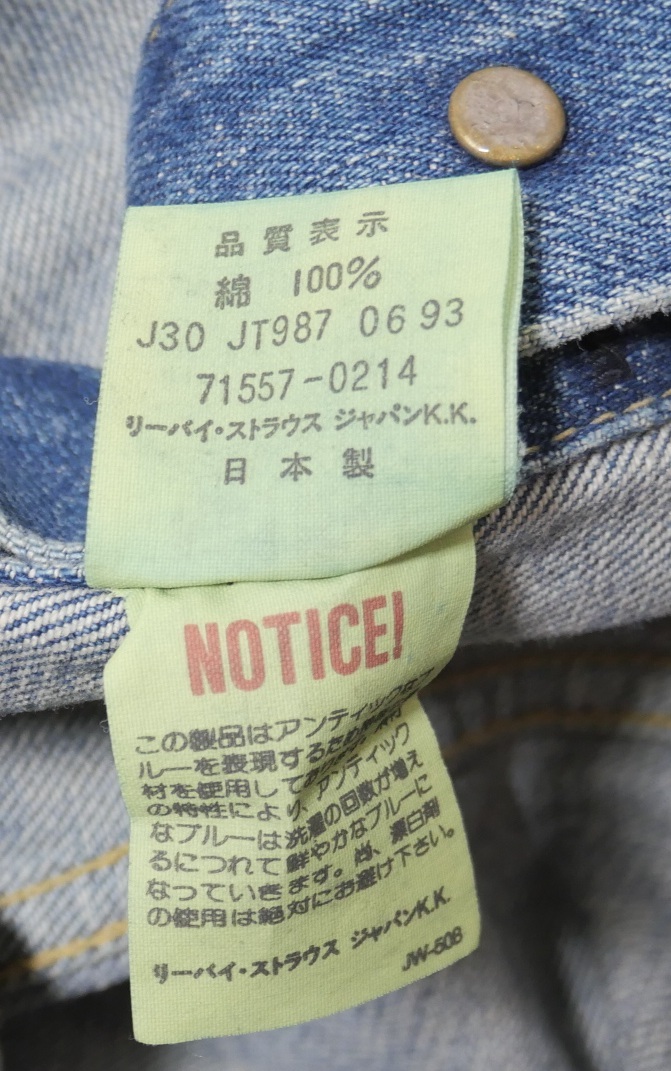 品質表示
綿 100%
J30 JT987 06 93
71557-0214
リーバイ・ストラウス ジャパンK.K.
日本製
NOTICE!
この製品はアンティックなブ
ルーを表現するため
材を使用して
の特性により、アンティック
なブルーは洗濯の回数が増え
るにつれて鮮やかなブルーに
なっていきます。尚、漂白剤
の使用は絶対にお避け下さい。
リーバイ・ストラウス ジャパンK.K.
JW-508